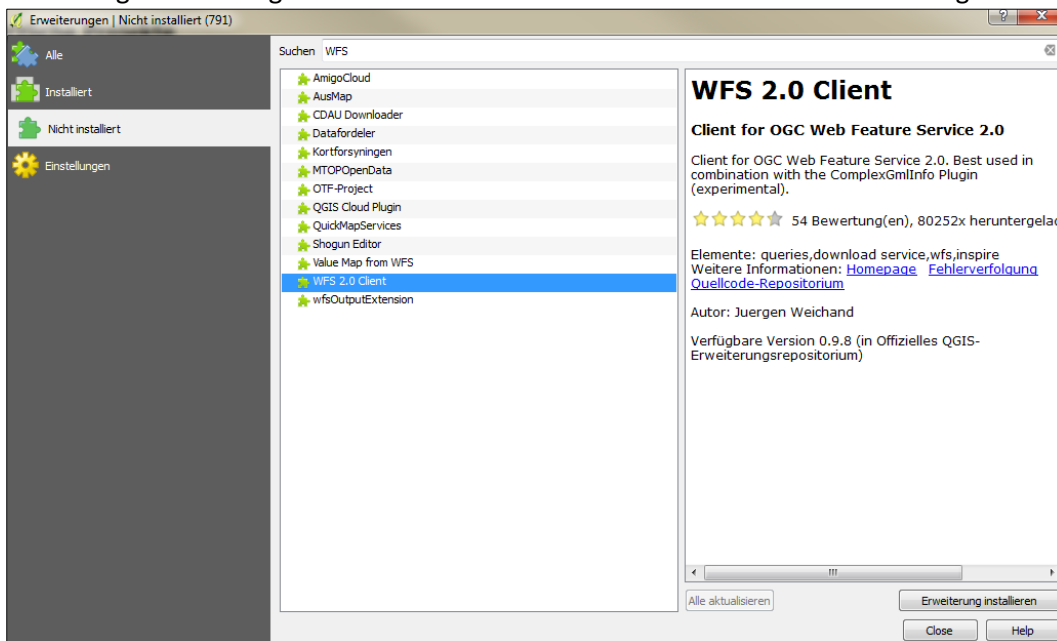 Erweiterungen | Nicht installiert (791)
Alle
Installiert
Nicht installiert
Einstellungen
Suchen WFS
AmigoCloud
AusMap
CDAU Downloader
Datafordeler
Kortforsyningen
MTOPOpenData
OTF-Project
QGIS Cloud Plugin
QuickMapServices
Shogun Editor
Value Map from WFS
WFS 2.0 Client
wfsOutputExtension
WFS 2.0 Client
Client for OGC Web Feature Service 2.0
Client for OGC Web Feature Service 2.0. Best used in
combination with the ComplexGmlInfo Plugin
(experimental).
54 Bewertung(en), 80252x heruntergelad
Elemente: queries,download service,wfs,inspire
Weitere Informationen: Homepage Fehlerverfolgung
Quellcode-Repositorium
Autor: Juergen Weichand
Verfügbare Version 0.9.8 (in Offizielles QGIS-
Erweiterungsrepositorium)
Alle aktualisieren
Erweiterung installieren
Close
Help